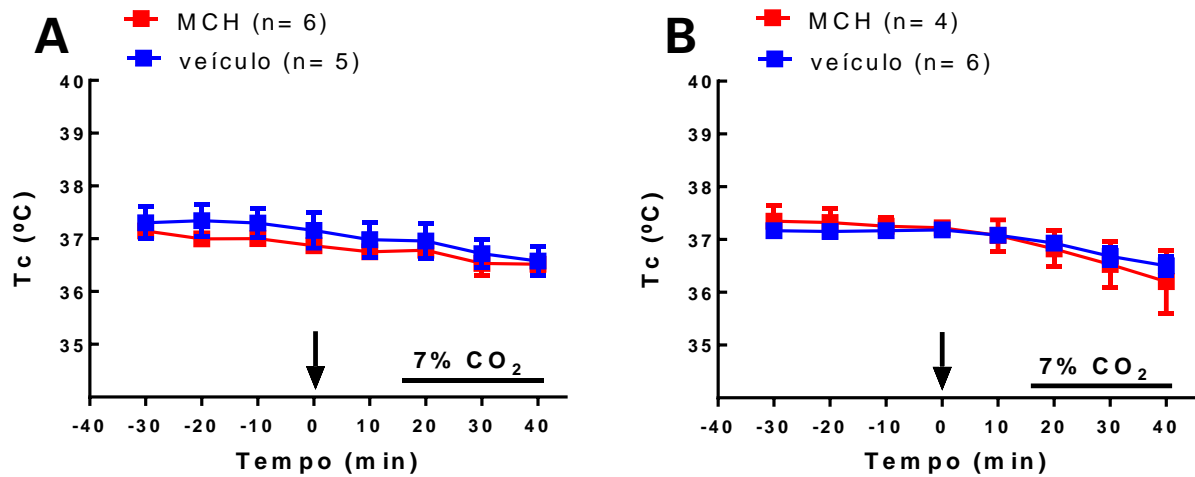 A
MCH (n= 6)
veículo (n= 5)
40
39
38
37
36
35
Tc (ºC)
7% CO2
-40 -30 -20 -10 0 10 20 30 40
Tempo (min)
B
MCH (n= 4)
veículo (n= 6)
40
39
38
37
36
35
Tc (ºC)
7% CO2
-40 -30 -20 -10 0 10 20 30 40
Tempo (min)